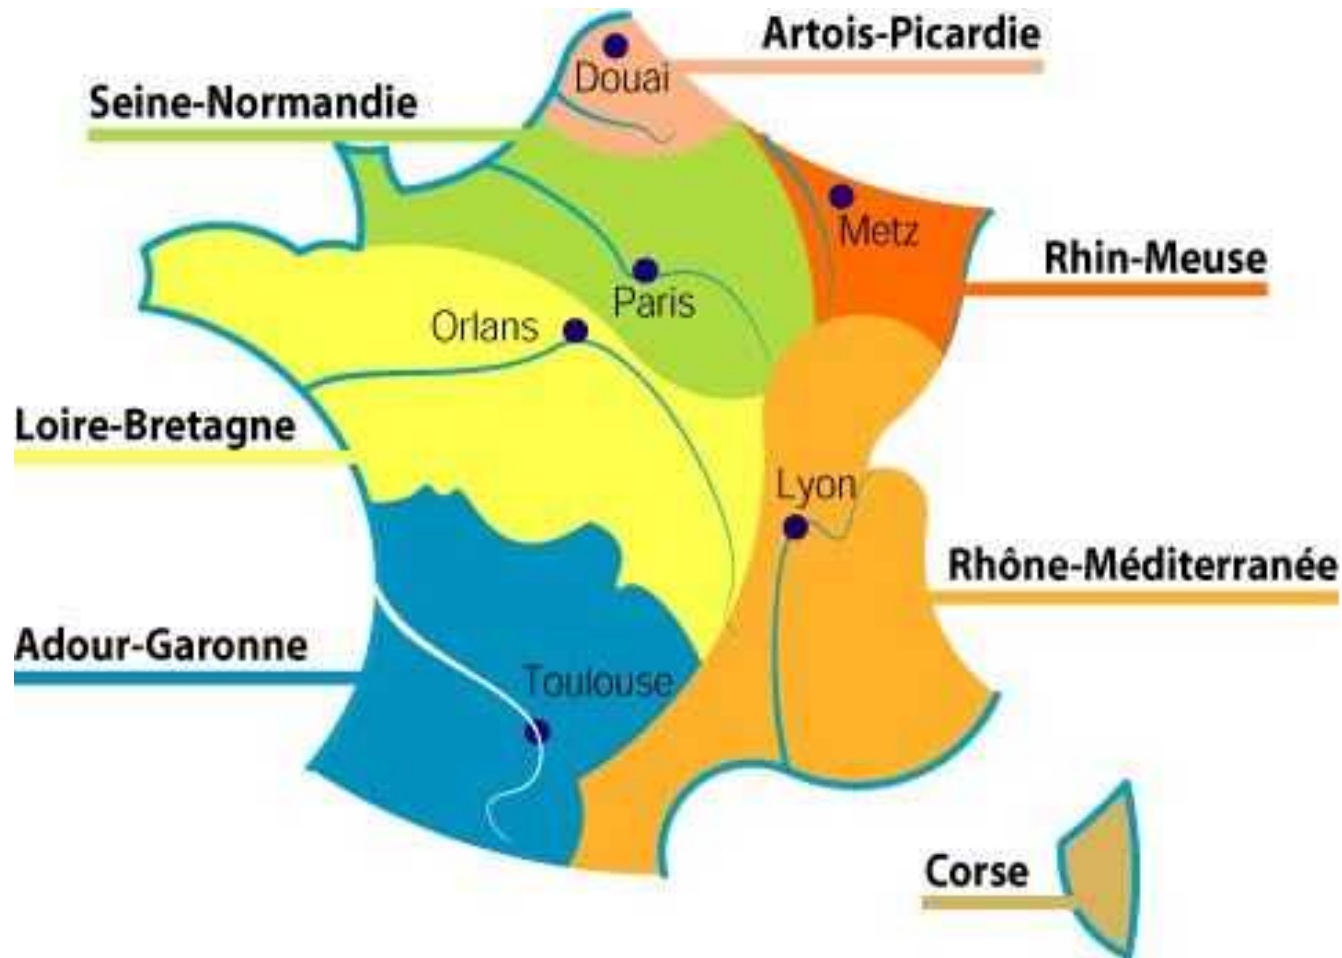 Artois-Picardie
Douai
Seine-Normandie
Metz
Rhin-Meuse
Paris
Orlans
Loire-Bretagne
Lyon
Rhône-Méditerranée
Adour-Garonne
Toulouse
Corse